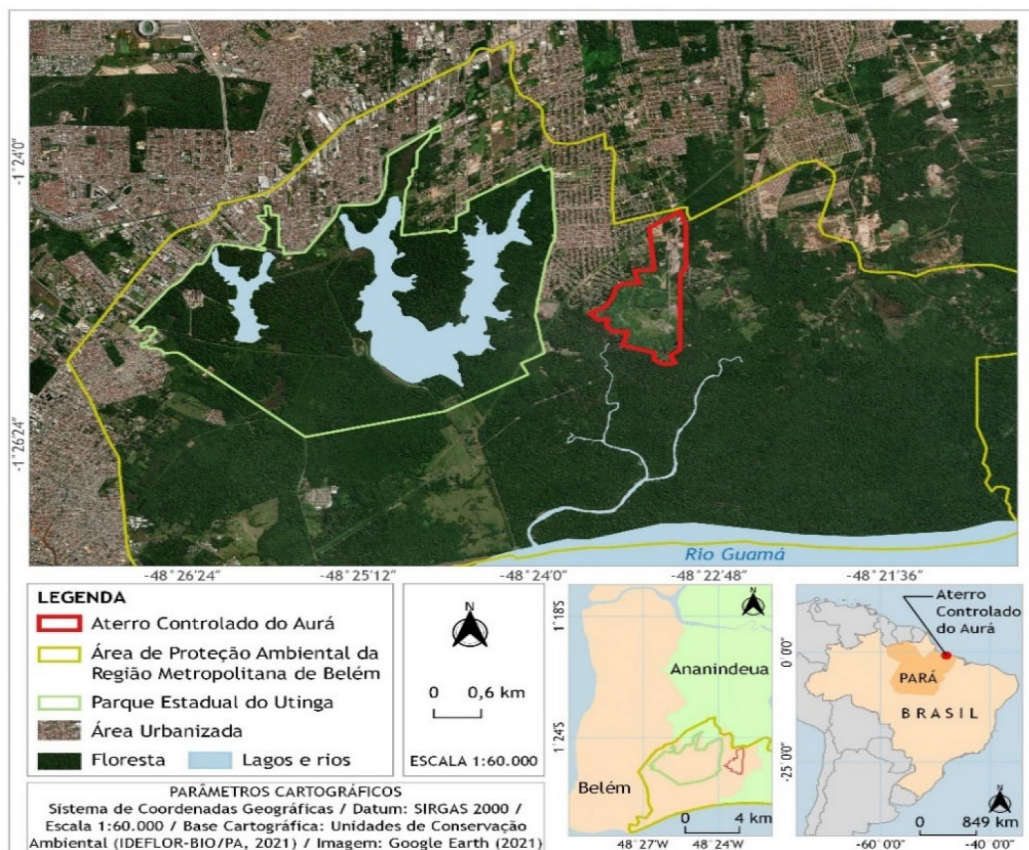 -1°24'0"
-1°26'24"
Rio Guamá
-48°26'24"
-48°25'12"
-48°24'0"
-48°22'48"
-48°21'36"
LEGENDA
Aterro Controlado do Aurá
Área de Proteção Ambiental da
Região Metropolitana de Belém
Parque Estadual do Utinga
Área Urbanizada
Floresta
Lagos e rios
N
0 0,6 km
ESCALA 1:60.000
PARÂMETROS CARTOGRÁFICOS
Sistema de Coordenadas Geográficas / Datum: SIRGAS 2000 /
Escala 1:60.000 / Base Cartográfica: Unidades de Conservação
Ambiental (IDEFLOR-BIO/PA, 2021) / Imagem: Google Earth (2021)
1°18'S
1°24'S
N
Ananindeua
Belém
0 4 km
48°27'W
48°24'W
Aterro
Controlado
do Aurá
0°0'0"
PARÁ
BRASIL
-25°00'0"
N
0 849 km
-60°00'0"
-40°00'0"